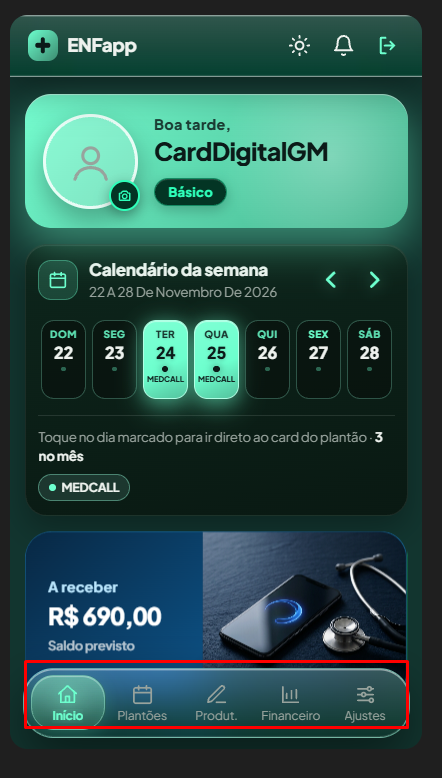 ENFapp
Boa tarde,
CardDigitalGM
Básico
Calendário da semana
22 A 28 De Novembro De 2026
DOM SEG TER QUA QUI SEX SÁB
22 23 24 25 26 27 28
MEDCALL MEDCALL
Toque no dia marcado para ir direto ao card do plantão · 3
no mês
MEDCALL
A receber
R$ 690,00
Saldo previsto
Início Plantões Produt. Financeiro Ajustes